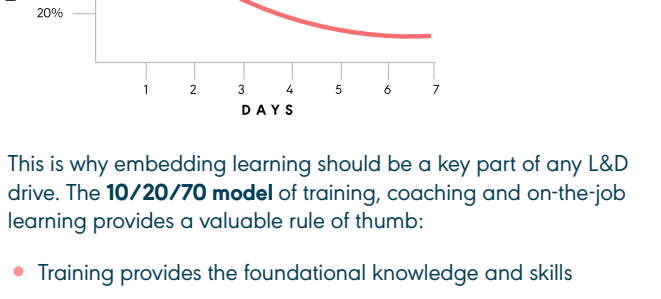 20%
1 2 3 4 5 6 7
DAYS
This is why embedding learning should be a key part of any L&D
drive. The 10/20/70 model of training, coaching and on-the-job
learning provides a valuable rule of thumb:
• Training provides the foundational knowledge and skills